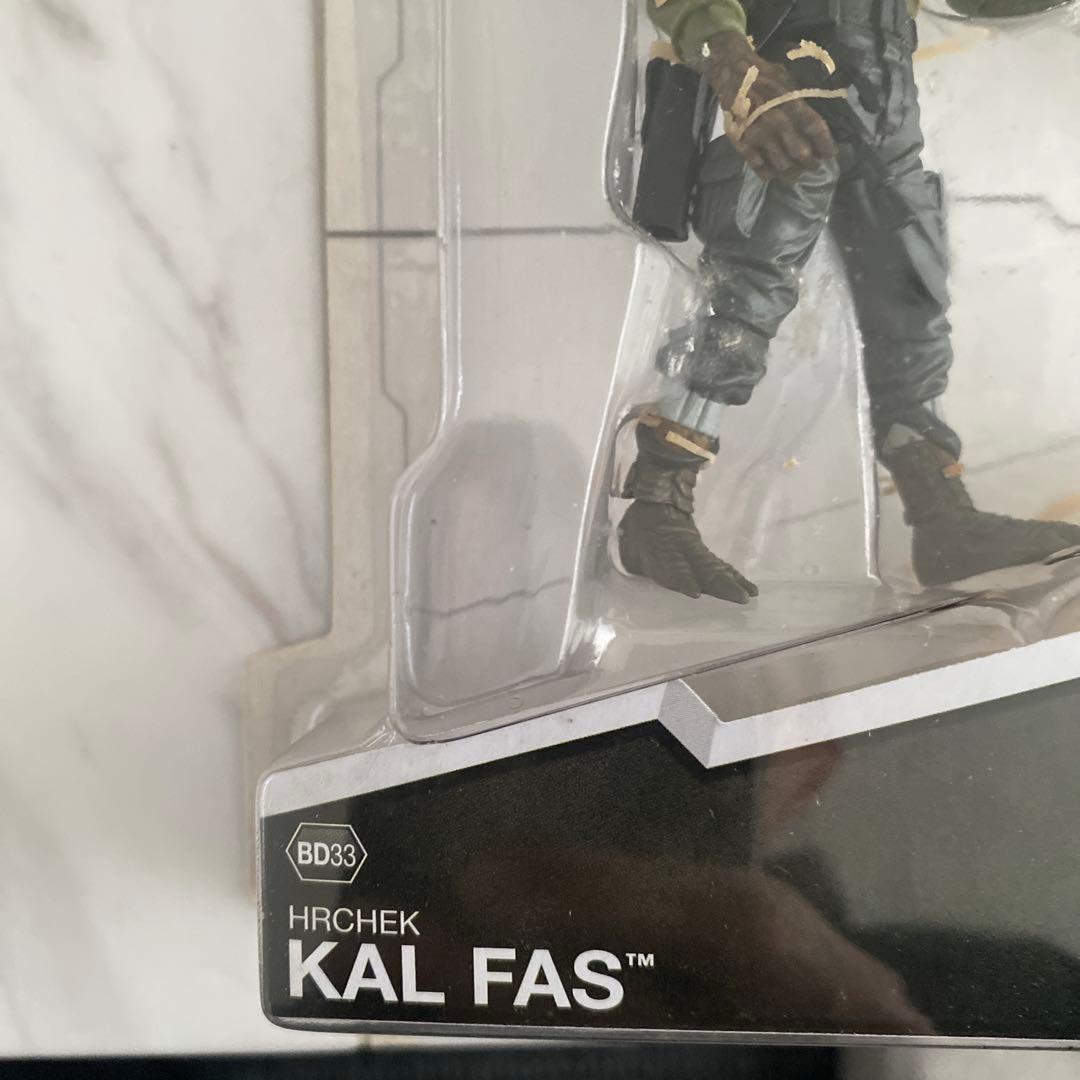 BD33
HRCHEK
KAL FAS™